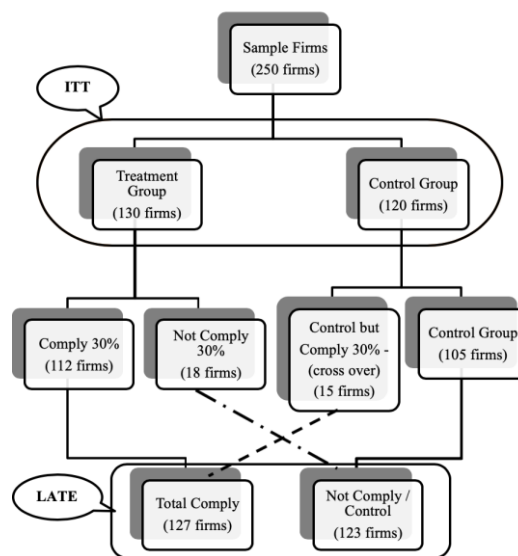 Sample Firms
(250 firms)
ITT
Treatment
Group
(130 firms)
Control Group
(120 firms)
Comply 30%
(112 firms)
Not Comply
30%
(18 firms)
Control but
Comply 30% -
(cross over)
(15 firms)
Control Group
(105 firms)
LATE
Total Comply
(127 firms)
Not Comply /
Control
(123 firms)